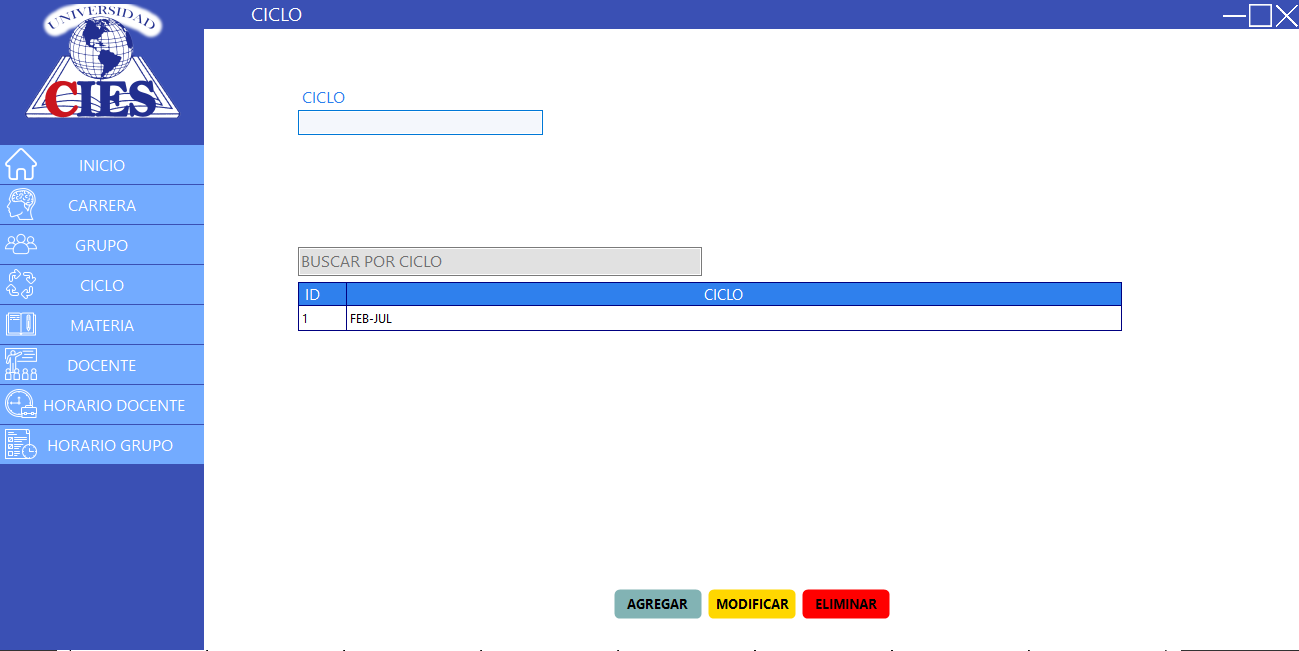 UNIVERSIDAD
CIES
CICLO
INICIO
CARRERA
GRUPO
CICLO
MATERIA
DOCENTE
HORARIO DOCENTE
HORARIO GRUPO
CICLO
BUSCAR POR CICLO
ID CICLO
1 FEB-JUL
AGREGAR MODIFICAR ELIMINAR